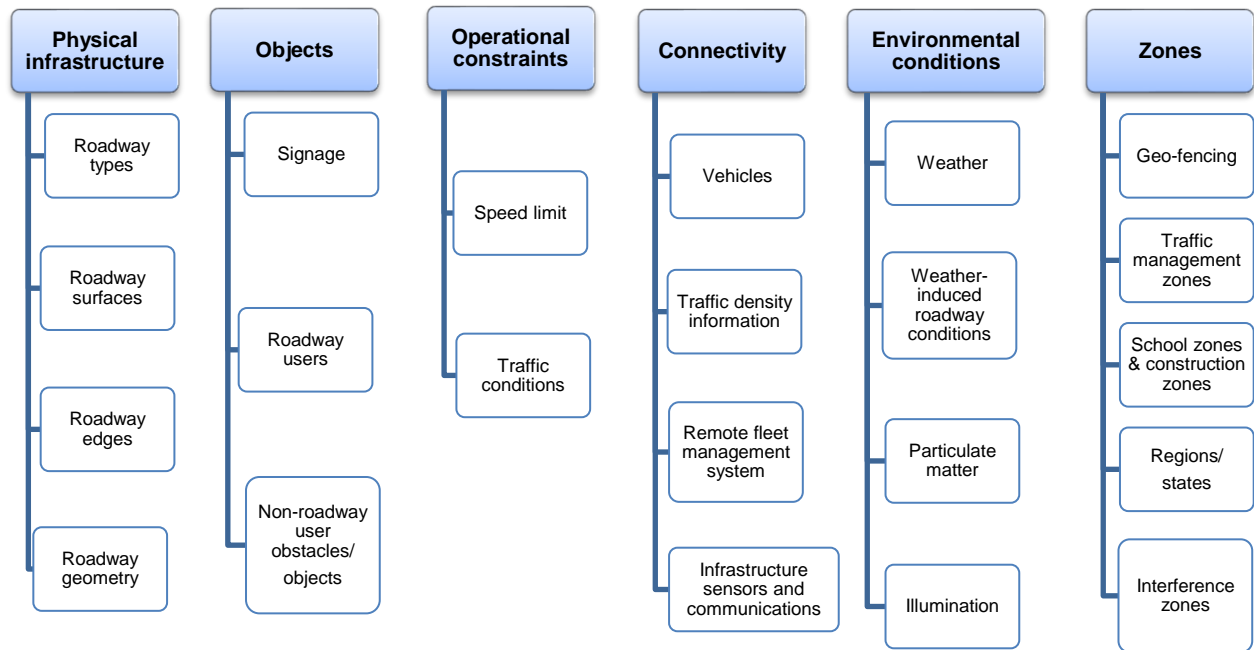 Physical
infrastructure
Roadway
types
Roadway
surfaces
Roadway
edges
Roadway
geometry
Objects
Signage
Roadway
users
Non-roadway
user
obstacles/
objects
Operational
constraints
Speed limit
Traffic
conditions
Connectivity
Vehicles
Traffic density
information
Remote fleet
management
system
Infrastructure
sensors and
communications
Environmental
conditions
Weather
Weather-
induced
roadway
conditions
Particulate
matter
Illumination
Zones
Geo-fencing
Traffic
management
zones
School zones
& construction
zones
Regions/
states
Interference
zones